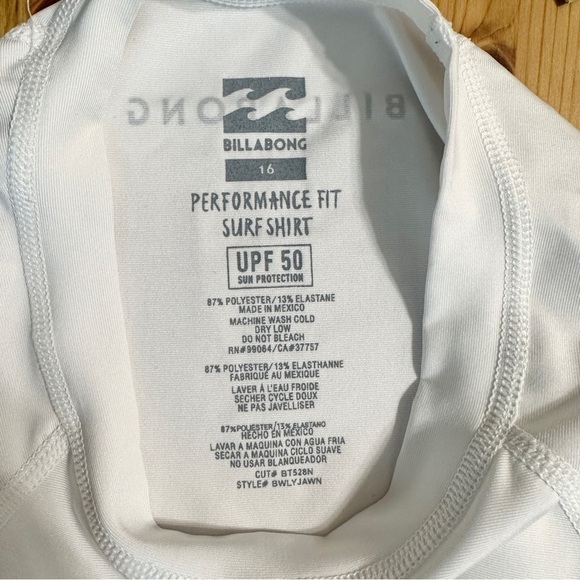 BILLABONG
BILLABONG
16
PERFORMANCE FIT
SURF SHIRT
UPF 50
SUN PROTECTION
87% POLYESTER/13% ELASTANE
MADE IN MEXICO
MACHINE WASH COLD
DRY LOW
DO NOT BLEACH
RN#99064/CA#37757
87% POLYESTER/13% ELASTHANNE
FABRIQUÉ AU MEXIQUE
LAVER À L'EAU FROIDE
SECHER CYCLE DOUX
NE PAS JAVELLISER
87%POLIESTER/13% ELASTANO
HECHO EN MÉXICO
LAVAR A MAQUINA CON AGUA FRIA
SECAR A MAQUINA CICLO SUAVE
NO USAR BLANQUEADOR
CUT# BT528N
STYLE# BWLYJAWN